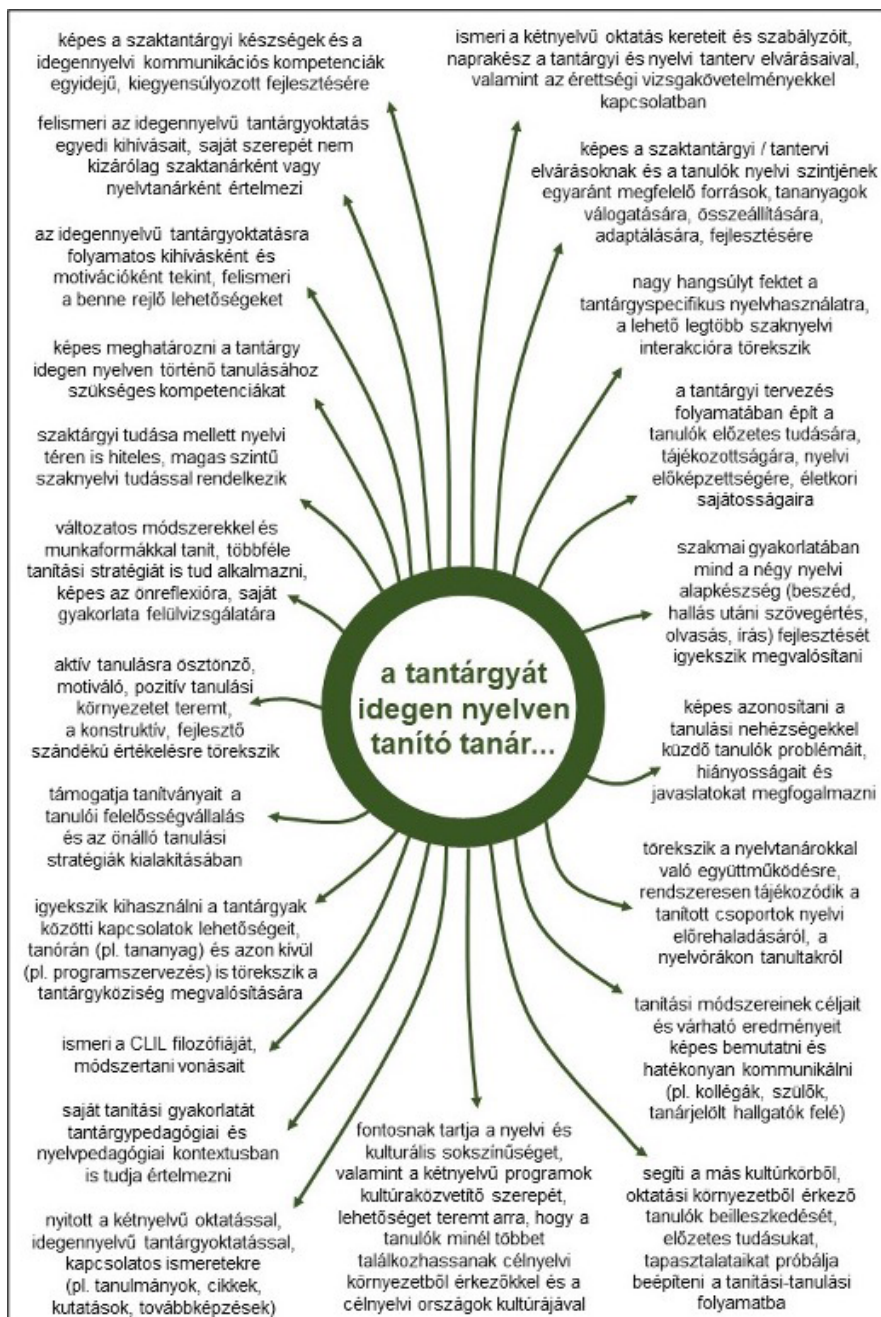 képes a szaktantárgyi készségek és a
idegennyelvi kommunikációs kompetenciák
egyidejű, kiegyensúlyozott fejlesztésére
felismeri az idegennyelvű tantárgyoktatás
egyedi kihívásait, saját szerepét nem
kizárólag szaktanárként vagy
nyelvtanárként értelmezi
az idegennyelvű tantárgyoktatásra
folyamatos kihívásként és
motivációként tekint, felismeri
a benne rejlő lehetőségeket
képes meghatározni a tantárgy
idegen nyelven történő tanulásához
szükséges kompetenciákat
szaktárgyi tudása mellett nyelvi
téren is hiteles, magas szintű
szaknyelvi tudással rendelkezik
változatos módszerekkel és
munkaformákkal tanít, többféle
tanítási stratégiát is tud alkalmazni,
képes az önreflexióra, saját
gyakorlata felülvizsgálatára
aktív tanulásra ösztönző,
motiváló, pozitív tanulási
környezetet teremt,
a konstruktív, fejlesztő
szándékú értékelésre törekszik
támogatja tanítványait a
tanulói felelősségvállalás
és az önálló tanulási
stratégiák kialakításában
igyekszik kihasználni a tantárgyak
közötti kapcsolatok lehetőségeit,
tanórán (pl. tananyag) és azon kívül
(pl. programszervezés) is törekszik a
tantárgyköziség megvalósítására
ismeri a CLIL filozófiáját,
módszertani vonásait
saját tanítási gyakorlatát
tantárgypedagógiai és
nyelvpedagógiai kontextusban
is tudja értelmezni
nyitott a kétnyelvű oktatással,
idegennyelvű tantárgyoktatással,
kapcsolatos ismeretekre
(pl. tanulmányok, cikkek,
kutatások, továbbképzések)
a tantárgyát
idegen nyelven
tanító tanár...
fontosnak tartja a nyelvi és
kulturális sokszínűséget,
valamint a kétnyelvű programok
kultúraközvetítő szerepét,
lehetőséget teremt arra, hogy a
tanulók minél többet
találkozhassanak célnyelvi
környezetből érkezőkkel és a
célnyelvi országok kultúrájával
ismeri a kétnyelvű oktatás kereteit és szabályzóit,
naprakész a tantárgyi és nyelvi tanterv elvárásaival,
valamint az érettségi vizsgakövetelményekkel
kapcsolatban
képes a szaktantárgyi / tantervi
elvárásoknak és a tanulók nyelvi szintjének
egyaránt megfelelő források, tananyagok
válogatására, összeállítására,
adaptálására, fejlesztésére
nagy hangsúlyt fektet a
tantárgyspecifikus nyelvhasználatra,
a lehető legtöbb szaknyelvi
interakcióra törekszik
a tantárgyi tervezés
folyamatában épít a
tanulók előzetes tudására,
tájékozottságára, nyelvi
előképzettségére, életkori
sajátosságaira
szakmai gyakorlatában
mind a négy nyelvi
alapkészség (beszéd,
hallás utáni szövegértés,
olvasás, írás) fejlesztését
igyekszik megvalósítani
képes azonosítani a
tanulási nehézségekkel
küzdő tanulók problémáit,
hiányosságait és
javaslatokat megfogalmazni
törekszik a nyelvtanárokkal
való együttműködésre,
rendszeresen tájékozódik a
tanított csoportok nyelvi
előrehaladásáról, a
nyelvórákon tanultakról
tanítási módszereinek céljait
és várható eredményeit
képes bemutatni és
hatékonyan kommunikálni
(pl. kollégák, szülők,
tanárjelölt hallgatók felé)
segíti a más kultúrkörből,
oktatási környezetből érkező
tanulók beilleszkedését,
előzetes tudásukat,
tapasztalataikat próbálja
beépíteni a tanítási-tanulási
folyamatba